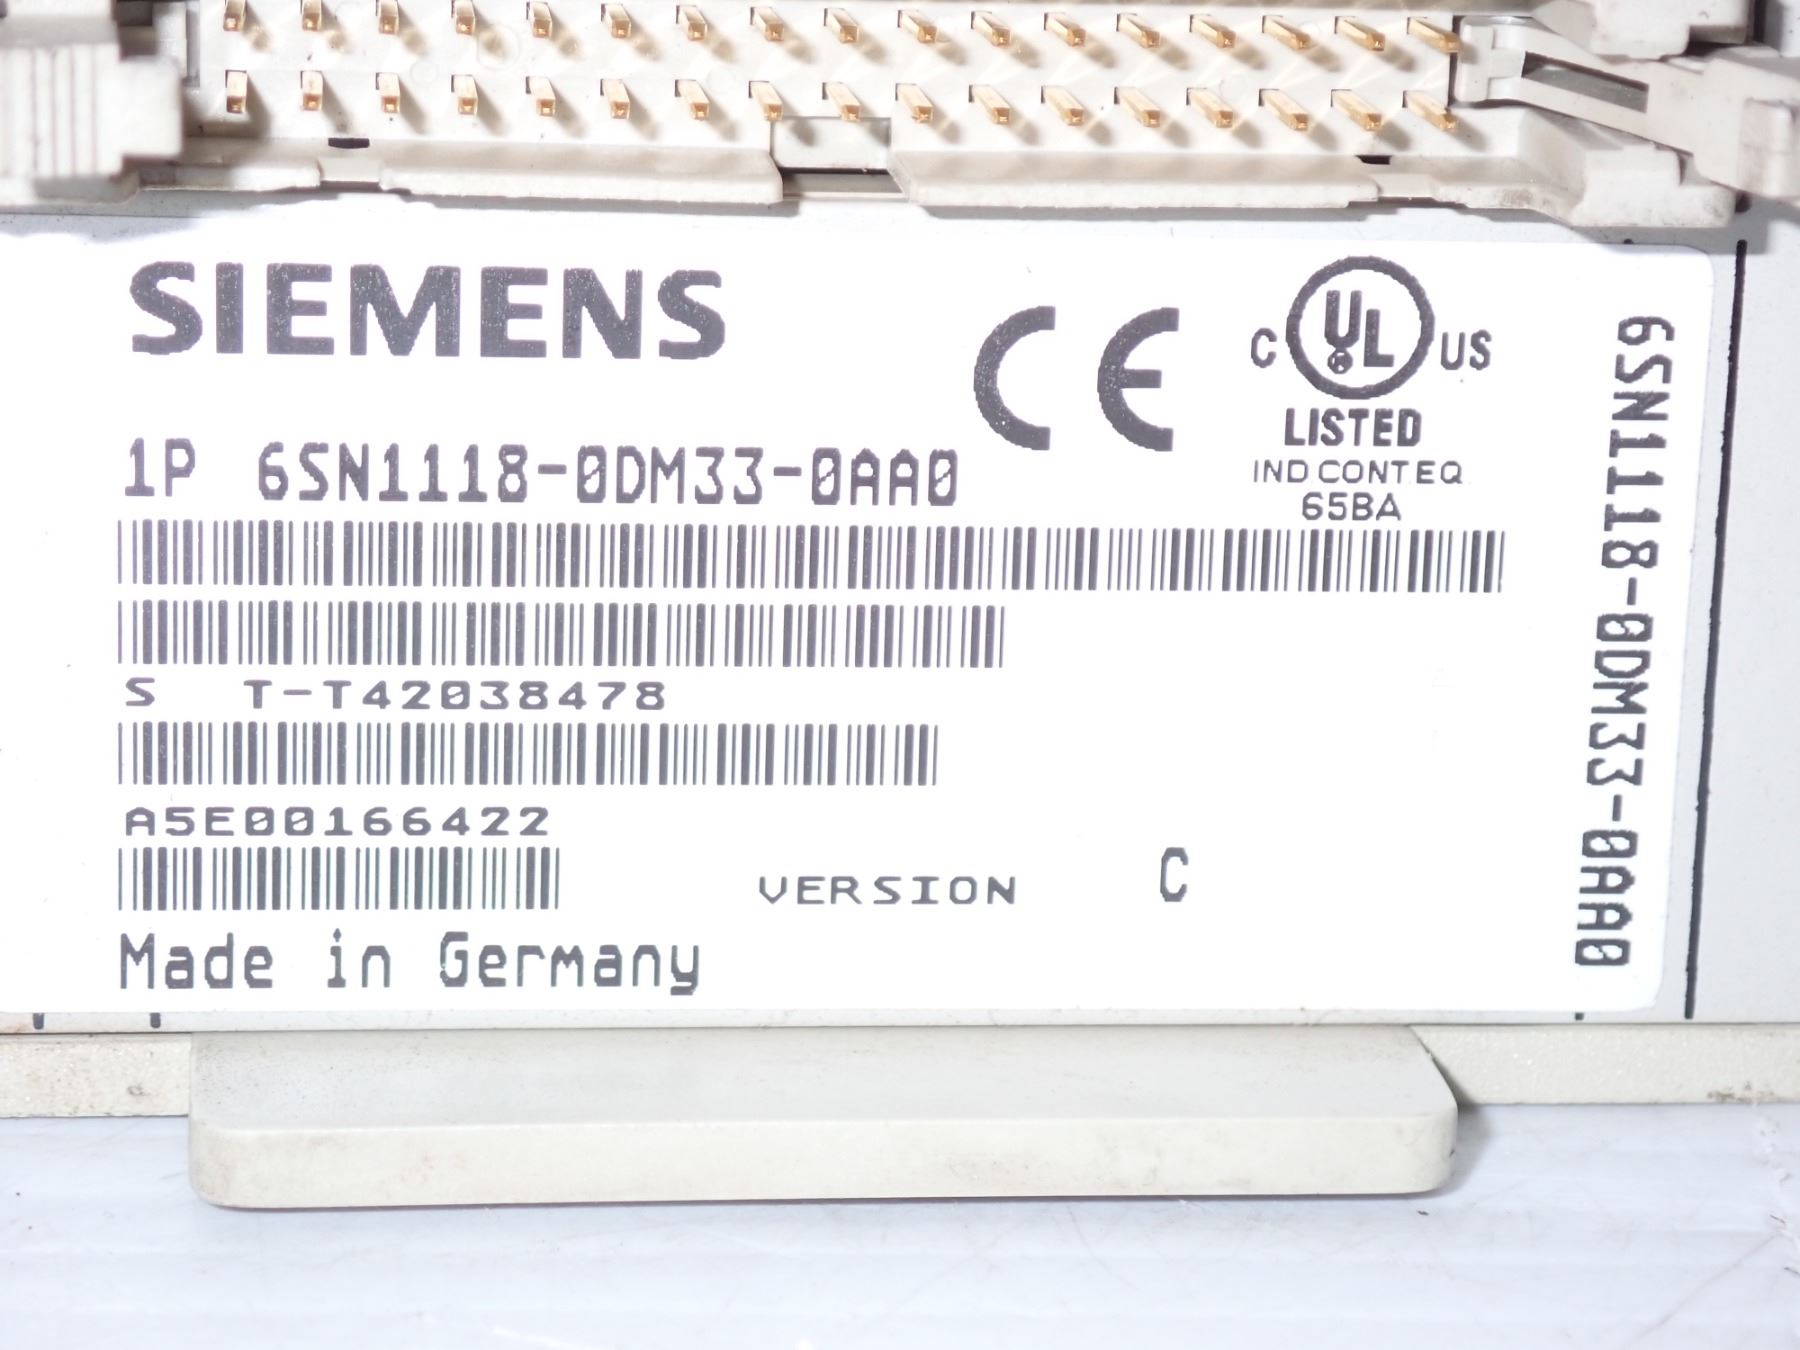 SIEMENS
CE
C UL US
LISTED
IND CONT EQ
65BA
1P 6SN1118-0DM33-0AA0
S T-T42038478
A5E00166422
VERSION C
Made in Germany
6SN1118-0DM33-0AA0